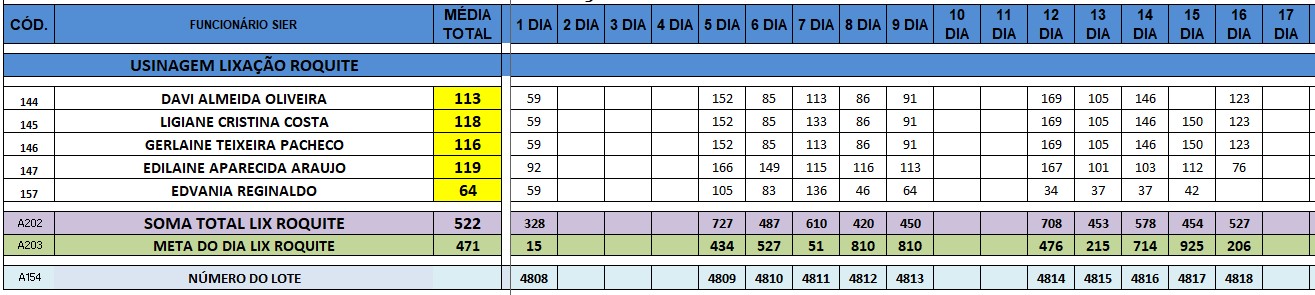 CÓD. FUNCIONÁRIO SIER MÉDIA TOTAL 1 DIA 2 DIA 3 DIA 4 DIA 5 DIA 6 DIA 7 DIA 8 DIA 9 DIA 10 DIA 11 DIA 12 DIA 13 DIA 14 DIA 15 DIA 16 DIA 17 DIA
USINAGEM LIXAÇÃO ROQUITE
144 DAVI ALMEIDA OLIVEIRA 113 59 152 85 113 86 91 169 105 146 123
145 LIGIANE CRISTINA COSTA 118 59 152 85 133 86 91 169 105 146 150 123
146 GERLAINE TEIXEIRA PACHECO 116 59 152 85 113 86 91 169 105 146 150 123
147 EDILAINE APARECIDA ARAUJO 119 92 166 149 115 116 113 167 101 103 112 76
157 EDVANIA REGINALDO 64 59 105 83 136 46 64 34 37 37 42
A202 SOMA TOTAL LIX ROQUITE 522 328 727 487 610 420 450 708 453 578 454 527
A203 META DO DIA LIX ROQUITE 471 15 434 527 51 810 810 476 215 714 925 206
A154 NÚMERO DO LOTE 4808 4809 4810 4811 4812 4813 4814 4815 4816 4817 4818